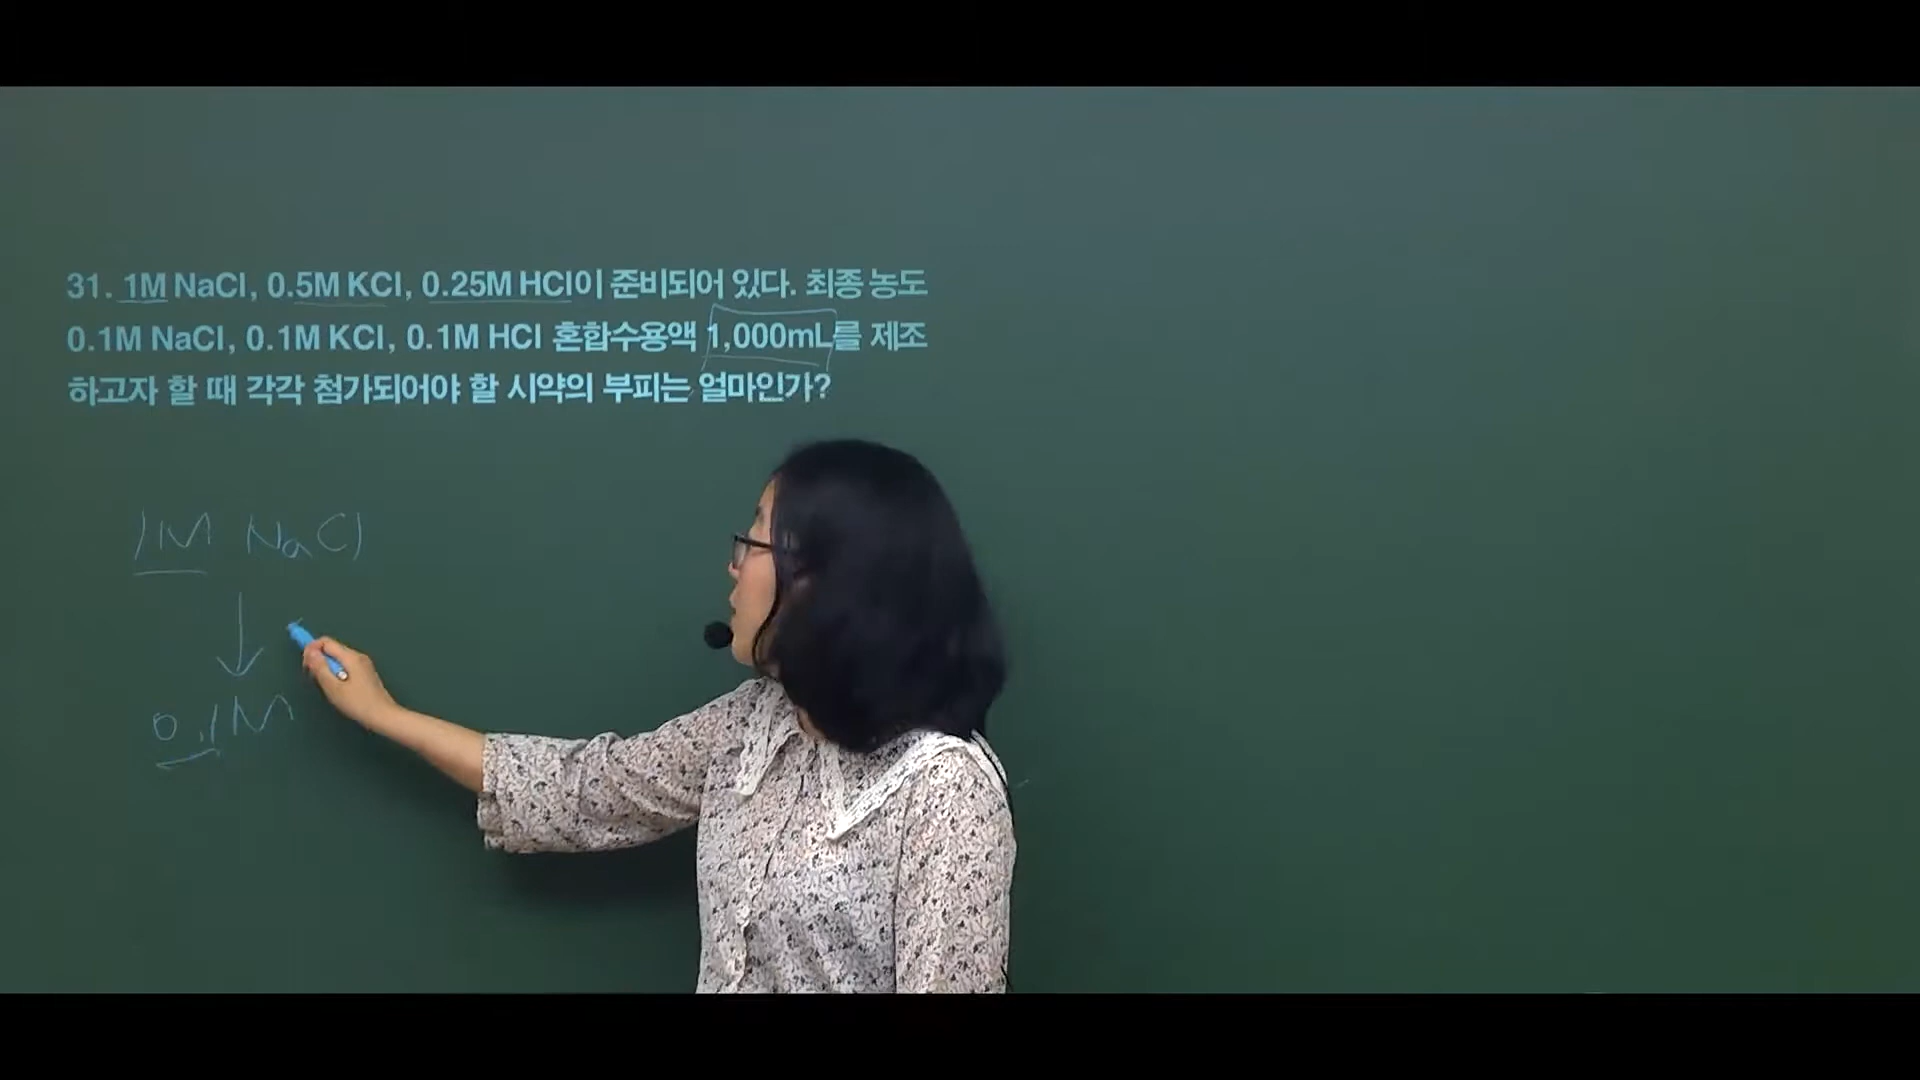 31. 1M NaCl, 0.5M KCl, 0.25M HCl이 준비되어 있다. 최종 농도
0.1M NaCl, 0.1M KCl, 0.1M HCl 혼합수용액 1,000mL를 제조
하고자 할 때 각각 첨가되어야 할 시약의 부피는 얼마인가?
1M NaCl
0.1M